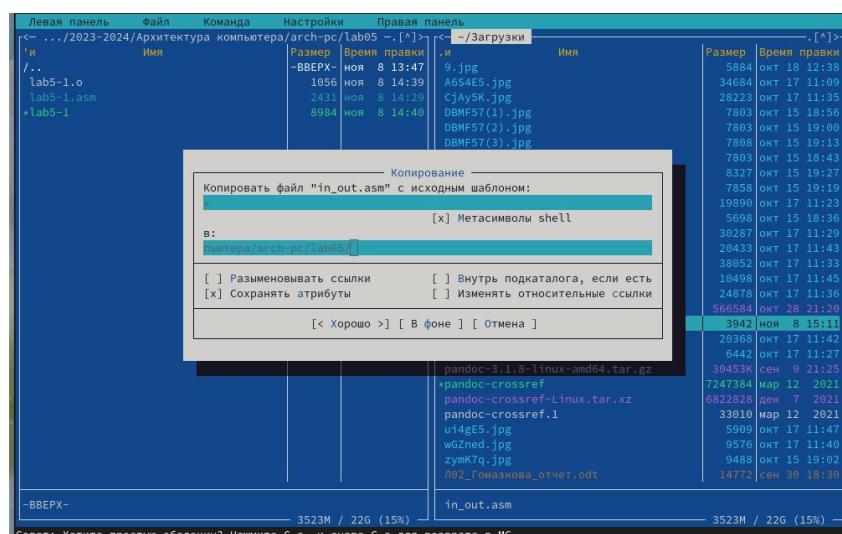 Левая панель Файл Команда Настройки Правая панель
<— .../2023-2024/Архитектура компьютера/arch-pc/lab05 —.[^]>
'и Имя Размер Время правки
/.. -ВВЕРХ- ноя 8 13:47
lab5-1.o 1056 ноя 8 14:39
lab5-1.asm 2431 ноя 8 14:29
*lab5-1 8984 ноя 8 14:40
-ВВЕРХ-
3523M / 22G (15%)
<— ~/Загрузки —.[^]>
.и Имя Размер Время правки
9.jpg 5884 окт 18 12:38
A6S4E5.jpg 34684 окт 17 11:09
CjAy5K.jpg 28223 окт 17 11:35
DBMF57(1).jpg 7803 окт 15 18:56
DBMF57(2).jpg 7803 окт 15 19:00
DBMF57(3).jpg 7808 окт 15 19:13
7803 окт 15 18:43
8327 окт 15 19:27
7858 окт 15 19:19
19890 окт 17 11:23
5698 окт 15 18:36
30287 окт 17 11:29
20433 окт 17 11:43
38052 окт 17 11:33
10498 окт 17 11:45
24878 окт 17 11:36
566584 окт 28 21:20
3942 ноя 8 15:11
20368 окт 17 11:42
6442 окт 17 11:27
pandoc-3.1.8-linux-amd64.tar.gz 30453K сен 9 21:25
*pandoc-crossref 7247384 мар 12 2021
pandoc-crossref-Linux.tar.xz 6822828 дек 7 2021
pandoc-crossref.1 33010 мар 12 2021
ui4gE5.jpg 5909 окт 17 11:47
wGZned.jpg 9576 окт 17 11:40
zymK7q.jpg 9488 окт 15 19:02
Л02_Гомазкова_отчет.odt 14772 сен 30 18:30
in_out.asm
3523M / 22G (15%)
Копирование
Копировать файл "in_out.asm" с исходным шаблоном:
*
[x] Метасимволы shell
в:
пьютера/arch-pc/lab05/
[ ] Разыменовывать ссылки [ ] Внутрь подкаталога, если есть
[x] Сохранять атрибуты [ ] Изменять относительные ссылки
[< Хорошо >] [ В фоне ] [ Отмена ]